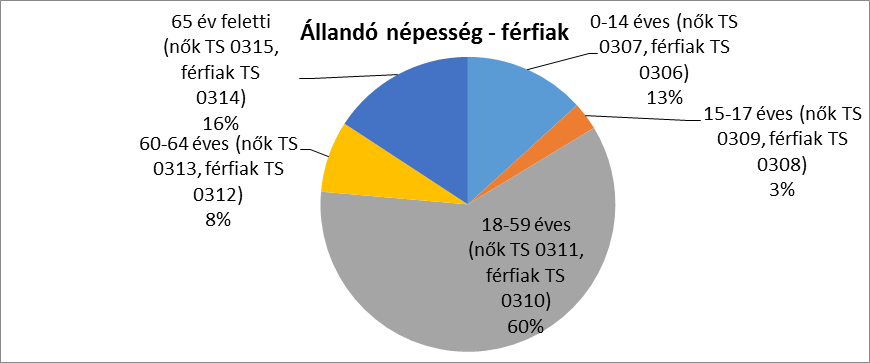 Állandó népesség - férfiak
0-14 éves (nők TS
0307, férfiak TS
0306)
13%
15-17 éves (nők TS
0309, férfiak TS
0308)
3%
18-59 éves
(nők TS 0311,
férfiak TS
0310)
60%
60-64 éves (nők TS
0313, férfiak TS
0312)
8%
65 év feletti
(nők TS 0315,
férfiak TS
0314)
16%